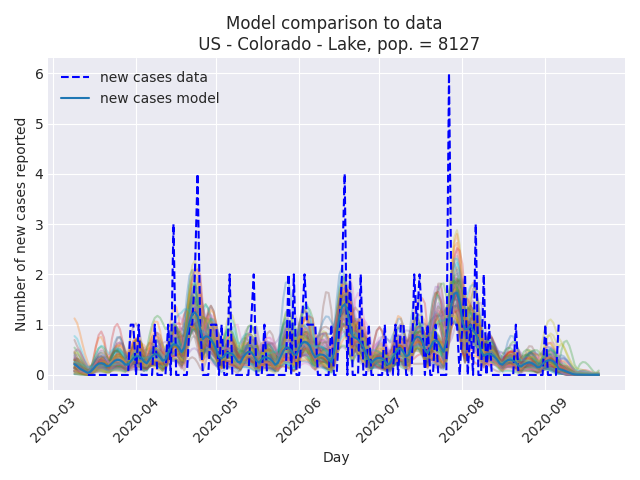 Model comparison to data
US - Colorado - Lake, pop. = 8127
new cases data
new cases model
Number of new cases reported
6
5
4
3
2
1
0
2020-03
2020-04
2020-05
2020-06
2020-07
2020-08
2020-09
Day